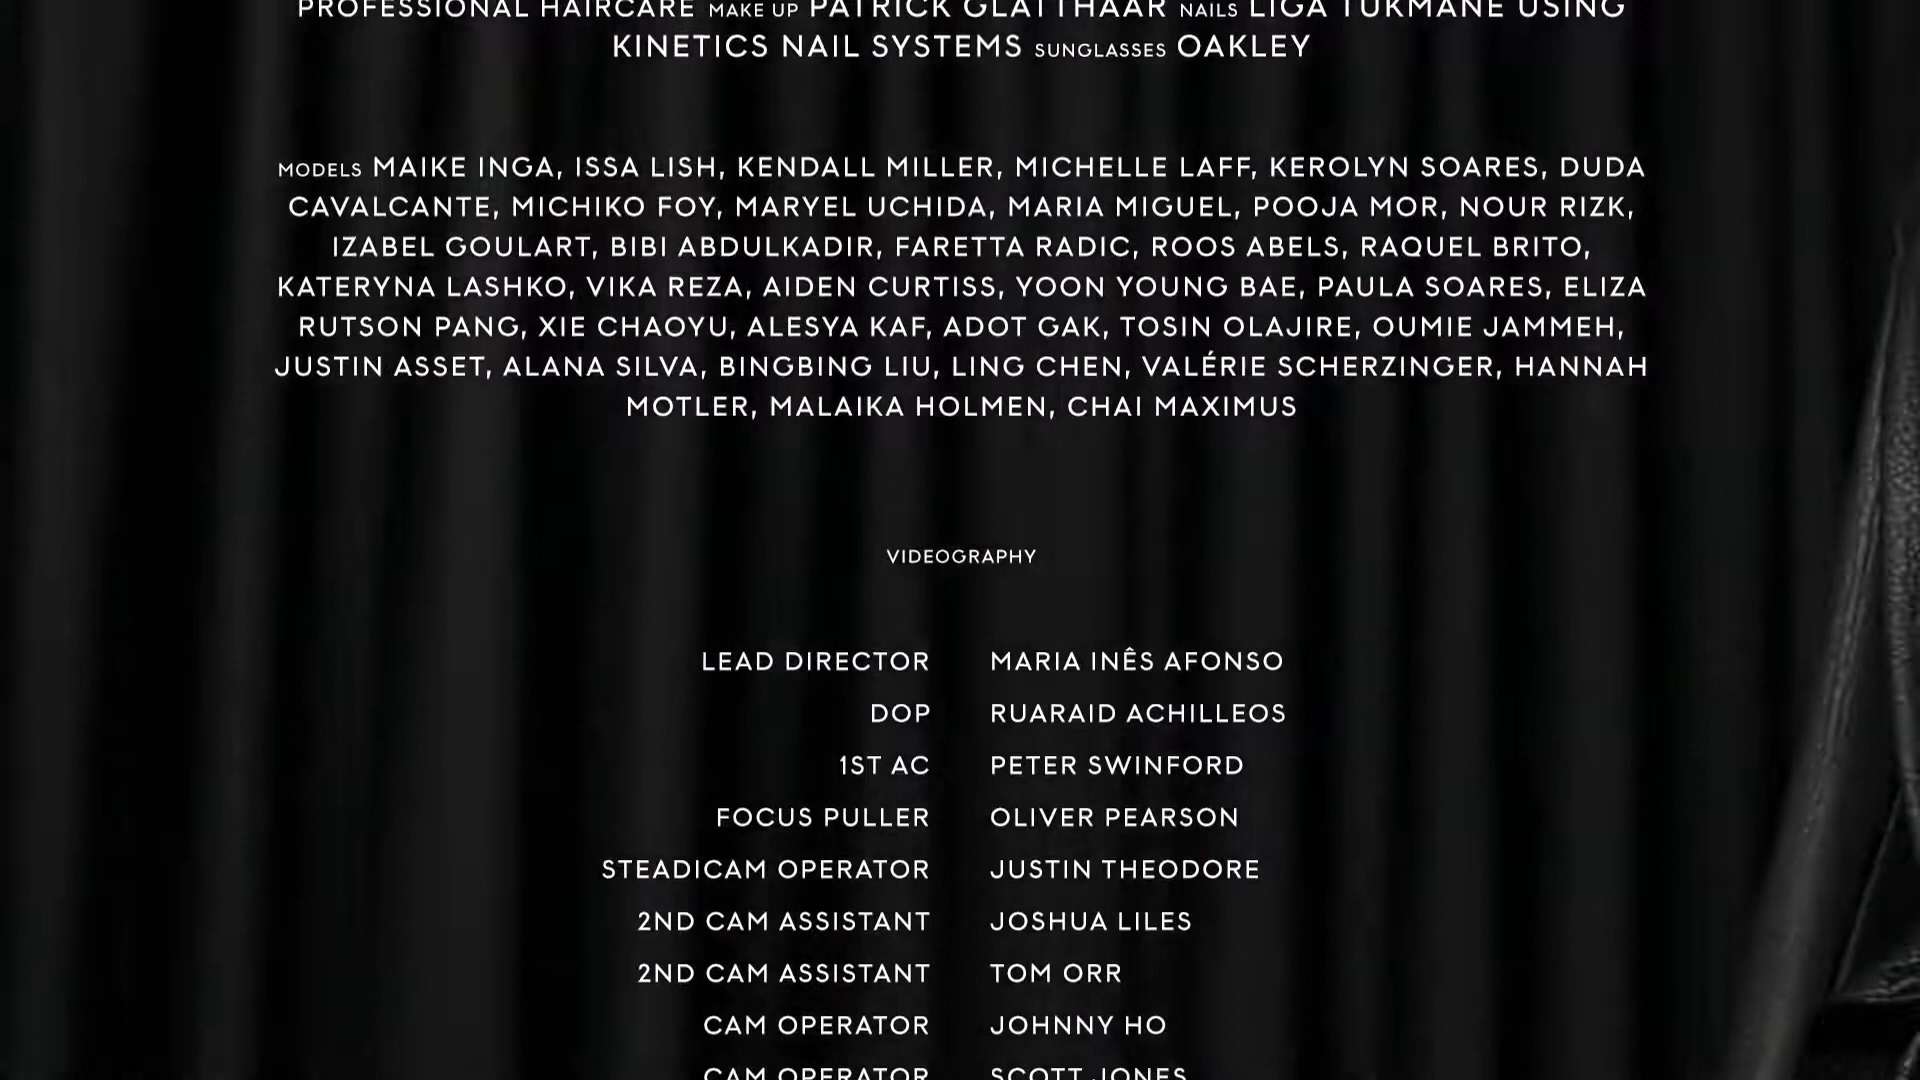 PROFESSIONAL HAIRCARE MAKE UP PATRICK GLATTHAAR NAILS LIGA TUKMANE USING
KINETICS NAIL SYSTEMS SUNGLASSES OAKLEY
MODELS MAIKE INGA, ISSA LISH, KENDALL MILLER, MICHELLE LAFF, KEROLYN SOARES, DUDA
CAVALCANTE, MICHIKO FOY, MARYEL UCHIDA, MARIA MIGUEL, POOJA MOR, NOUR RIZK,
IZABEL GOULART, BIBI ABDULKADIR, FARETTA RADIC, ROOS ABELS, RAQUEL BRITO,
KATERYNA LASHKO, VIKA REZA, AIDEN CURTISS, YOON YOUNG BAE, PAULA SOARES, ELIZA
RUTSON PANG, XIE CHAOYU, ALESYA KAF, ADOT GAK, TOSIN OLAJIRE, OUMIE JAMMEH,
JUSTIN ASSET, ALANA SILVA, BINGBING LIU, LING CHEN, VALÉRIE SCHERZINGER, HANNAH
MOTLER, MALAIKA HOLMEN, CHAI MAXIMUS
VIDEOGRAPHY
LEAD DIRECTOR MARIA INÊS AFONSO
DOP RUARAID ACHILLEOS
1ST AC PETER SWINFORD
FOCUS PULLER OLIVER PEARSON
STEADICAM OPERATOR JUSTIN THEODORE
2ND CAM ASSISTANT JOSHUA LILES
2ND CAM ASSISTANT TOM ORR
CAM OPERATOR JOHNNY HO
CAM OPERATOR SCOTT JONES